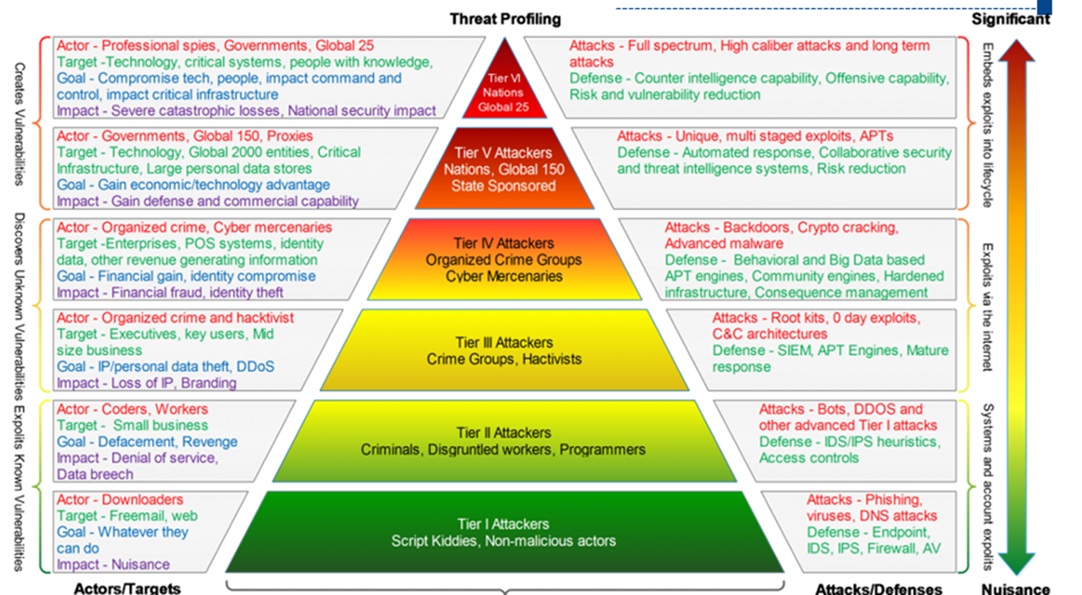 Threat Profiling
Significant
Actor - Professional spies, Governments, Global 25
Target -Technology, critical systems, people with knowledge,
Goal - Compromise tech, people, impact command and
control, impact critical infrastructure
Impact - Severe catastrophic losses, National security impact
Tier VI
Nations
Global 25
Attacks - Full spectrum, High caliber attacks and long term
attacks
Defense - Counter intelligence capability, Offensive capability,
Risk and vulnerability reduction
Actor - Governments, Global 150, Proxies
Target - Technology, Global 2000 entities, Critical
Infrastructure, Large personal data stores
Goal - Gain economic/technology advantage
Impact - Gain defense and commercial capability
Tier V Attackers
Nations, Global 150
State Sponsored
Attacks - Unique, multi staged exploits, APTs
Defense - Automated response, Collaborative security
and threat intelligence systems, Risk reduction
Creates Vulnerabilities
Embeds exploits into lifecycle
Actor - Organized crime, Cyber mercenaries
Target -Enterprises, POS systems, identity
data, other revenue generating information
Goal - Financial gain, identity compromise
Impact - Financial fraud, identity theft
Tier IV Attackers
Organized Crime Groups
Cyber Mercenaries
Attacks - Backdoors, Crypto cracking,
Advanced malware
Defense - Behavioral and Big Data based
APT engines, Community engines, Hardened
infrastructure, Consequence management
Actor - Organized crime and hacktivist
Target - Executives, key users, Mid
size business
Goal - IP/personal data theft, DDoS
Impact - Loss of IP, Branding
Tier III Attackers
Crime Groups, Hactivists
Attacks - Root kits, 0 day exploits,
C&C architectures
Defense - SIEM, APT Engines, Mature
response
Discovers Unknown Vulnerabilities
Exploits via the internet
Actor - Coders, Workers
Target - Small business
Goal - Defacement, Revenge
Impact - Denial of service,
Data breech
Tier II Attackers
Criminals, Disgruntled workers, Programmers
Attacks - Bots, DDOS and
other advanced Tier I attacks
Defense - IDS/IPS heuristics,
Access controls
Actor - Downloaders
Target - Freemail, web
Goal - Whatever they
can do
Impact - Nuisance
Tier I Attackers
Script Kiddies, Non-malicious actors
Attacks - Phishing,
viruses, DNS attacks
Defense - Endpoint,
IDS, IPS, Firewall, AV
Expolits Known Vulnerabilities
Systems and account expolits
Actors/Targets
Attacks/Defenses
Nuisance